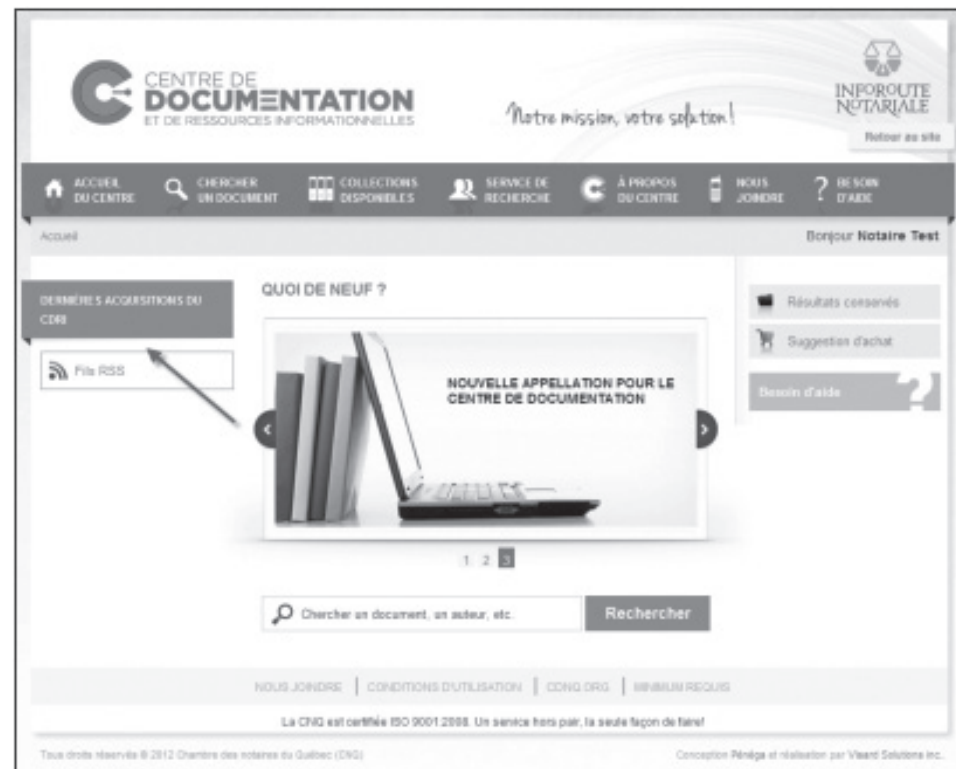 CENTRE DE
DOCUMENTATION
ET DE RESSOURCES INFORMATIONNELLES
Notre mission, votre solution!
INFOROUTE
NOTARIALE
Retour au site
ACCUEIL
DU CENTRE
CHERCHER
UN DOCUMENT
COLLECTIONS
DISPONIBLES
SERVICE DE
RECHERCHE
À PROPOS
DU CENTRE
NOUS
JOINDRE
? BESOIN
D'AIDE
Accueil
Bonjour Notaire Test
DERNIÈRES ACQUISITIONS DU
CDRI
Fils RSS
QUOI DE NEUF ?
NOUVELLE APPELLATION POUR LE
CENTRE DE DOCUMENTATION
1 2 3
Chercher un document, un auteur, etc.
Rechercher
Résultats conservés
Suggestion d'achat
Besoin d'aide ?
NOUS JOINDRE | CONDITIONS D'UTILISATION | CDNQ.ORG | MINIMUM REQUIS
La CNQ est certifiée ISO 9001:2008. Un service hors pair, la seule façon de faire!
Tous droits réservés © 2012 Chambre des notaires du Québec (CNQ)
Conception Pénéga et réalisation par Visard Solutions inc.